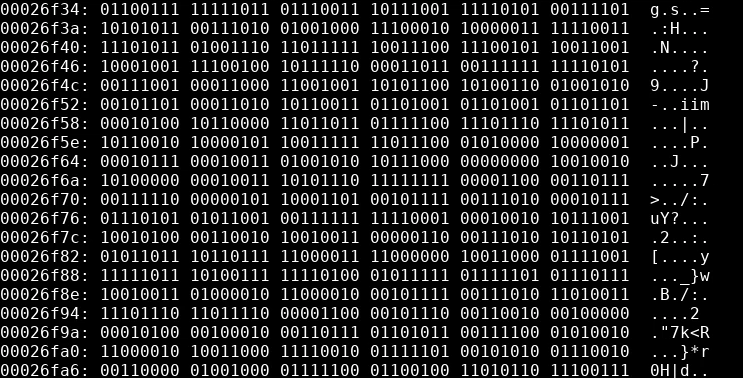 00026f34: 01100111 11111011 01110011 10111001 11110101 00111101  g.s..=
00026f3a: 10101011 00111010 01001000 11100010 10000011 11110011  .:H...
00026f40: 11101011 01001110 11011111 10011100 11100101 10011001  .N....
00026f46: 10001001 11100100 10111110 00011011 00111111 11110101  ....?.
00026f4c: 00111001 00011000 11001001 10101100 10100110 01001010  9....J
00026f52: 00101101 00011010 10110011 01101001 01101001 01101101  -..iim
00026f58: 00010100 10110000 11011011 01111100 11101110 11101011  ...|..
00026f5e: 10110010 10000101 10011111 11011100 01010000 10000001  ....P.
00026f64: 00010111 00010011 01001010 10111000 00000000 10010010  ..J...
00026f6a: 10100000 00010011 10101110 11111111 00001100 00110111  .....7
00026f70: 00111110 00000101 10001101 00101111 00111010 00010111  >../:.
00026f76: 01110101 01011001 00111111 11110001 00010010 10111001  uY?...
00026f7c: 10010100 00110010 10010011 00000110 00111010 10110101  .2..:.
00026f82: 01011011 10110111 11000011 11000000 10011000 01111001  [....y
00026f88: 11111011 10100111 11110100 01011111 01111101 01110111  ..._}w
00026f8e: 10010011 01000010 11000010 00101111 00111010 11010011  .B./:.
00026f94: 11101110 11011110 00001100 00101110 00110010 00100000  ....2
00026f9a: 00010100 00100010 00110111 01101011 00111100 01010010  ."7k<R
00026fa0: 11000010 10011000 11110010 01111101 00101010 01110010  ...}*r
00026fa6: 00110000 01001000 01111100 01100100 11010110 11100111  0H|d..